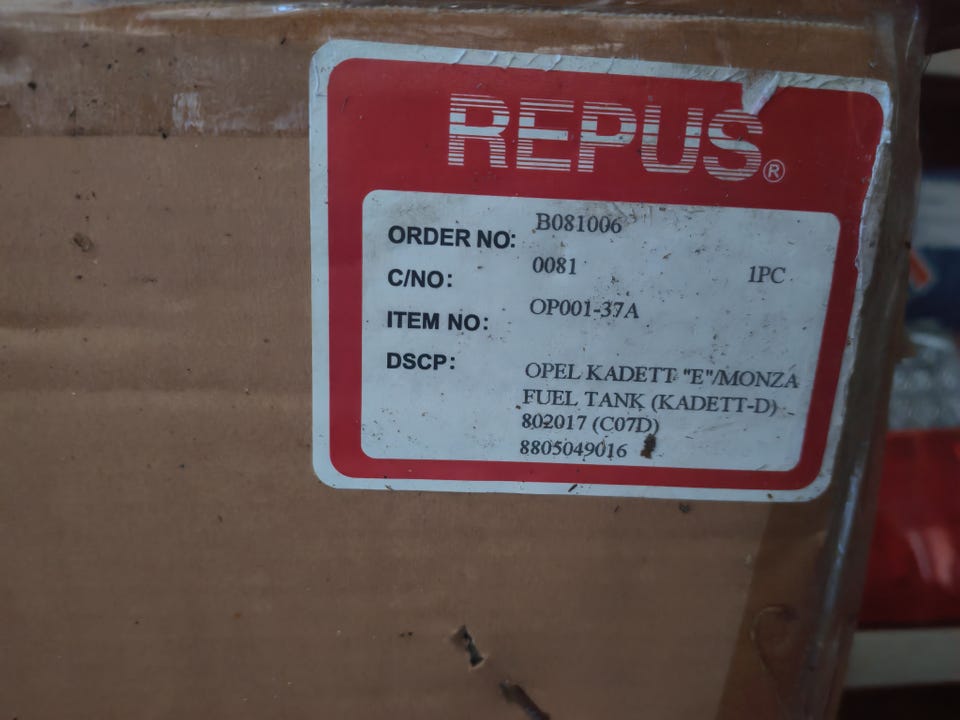 REPUS®
ORDER NO: B081006
C/NO: 0081 1PC
ITEM NO: OP001-37A
DSCP: OPEL KADETT "E"/MONZA
FUEL TANK (KADETT-D)
802017 (C07D)
8805049016